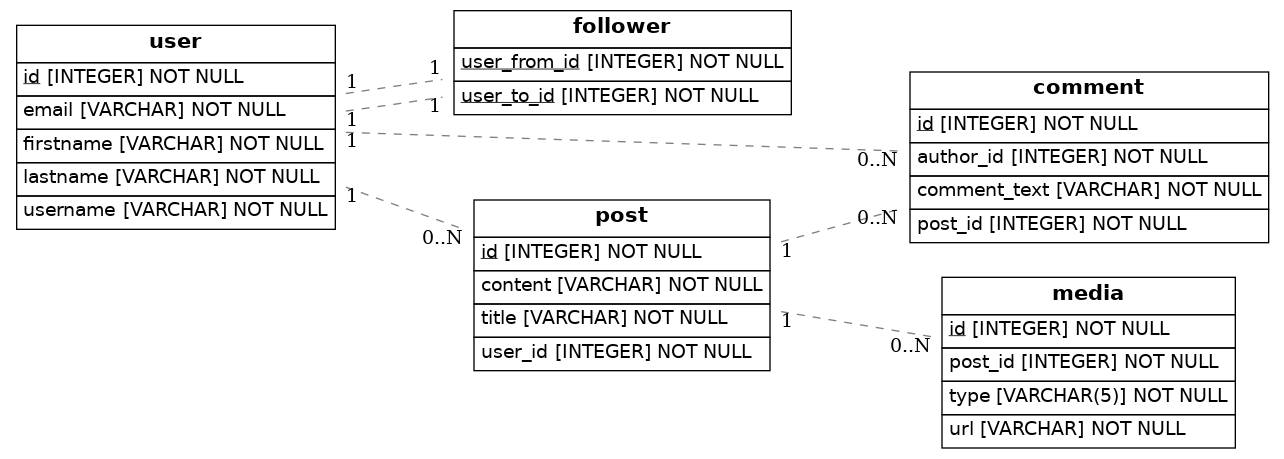 user
id [INTEGER] NOT NULL
email [VARCHAR] NOT NULL
firstname [VARCHAR] NOT NULL
lastname [VARCHAR] NOT NULL
username [VARCHAR] NOT NULL
1
1
1
1
follower
user_from_id [INTEGER] NOT NULL
user_to_id [INTEGER] NOT NULL
1
1
0..N
post
id [INTEGER] NOT NULL
content [VARCHAR] NOT NULL
title [VARCHAR] NOT NULL
user_id [INTEGER] NOT NULL
1
1
0..N
0..N
comment
id [INTEGER] NOT NULL
author_id [INTEGER] NOT NULL
comment_text [VARCHAR] NOT NULL
post_id [INTEGER] NOT NULL
0..N
media
id [INTEGER] NOT NULL
post_id [INTEGER] NOT NULL
type [VARCHAR(5)] NOT NULL
url [VARCHAR] NOT NULL